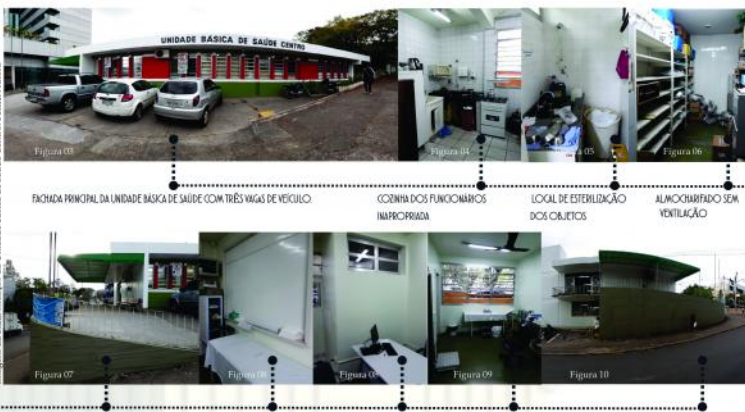 UNIDADE BÁSICA DE SAÚDE CENTRO
Figura 03
Figura 04
05
Figura 06
FACHADA PRINCIPAL DA UNIDADE BÁSICA DE SAÚDE COM TRÊS VAGAS DE VEÍCULO.
COZINHA DOS FUNCIONÁRIOS
INAPROPRIADA
LOCAL DE ESTERILIZAÇÃO
DOS OBJETOS
ALMOCHARIFADO SEM
VENTILAÇÃO
Figura 07
Figura 08
Figura 08
Figura 09
Figura 10